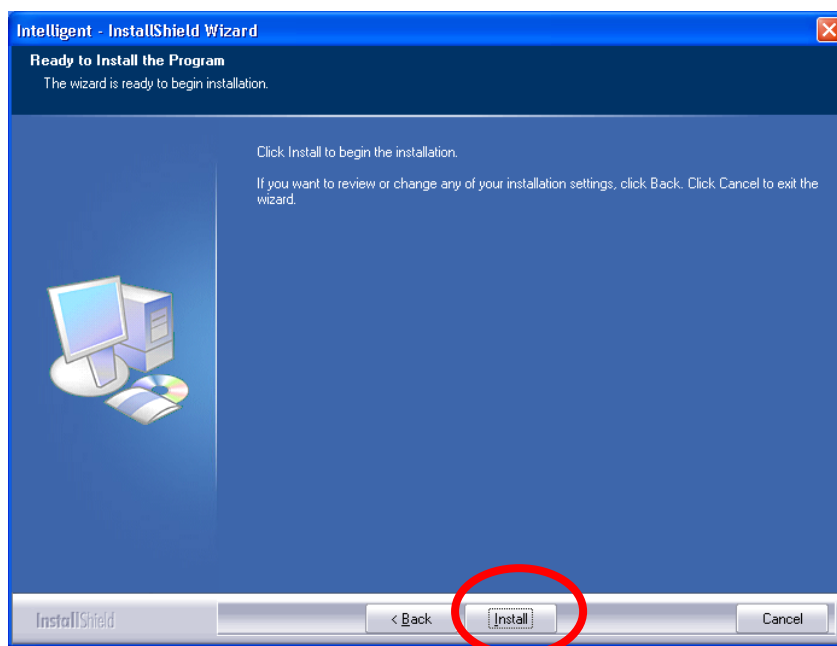 Intelligent - InstallShield Wizard
Ready to Install the Program
The wizard is ready to begin installation.
Click Install to begin the installation.
If you want to review or change any of your installation settings, click Back. Click Cancel to exit the
wizard.
InstallShield
< Back
Install
Cancel